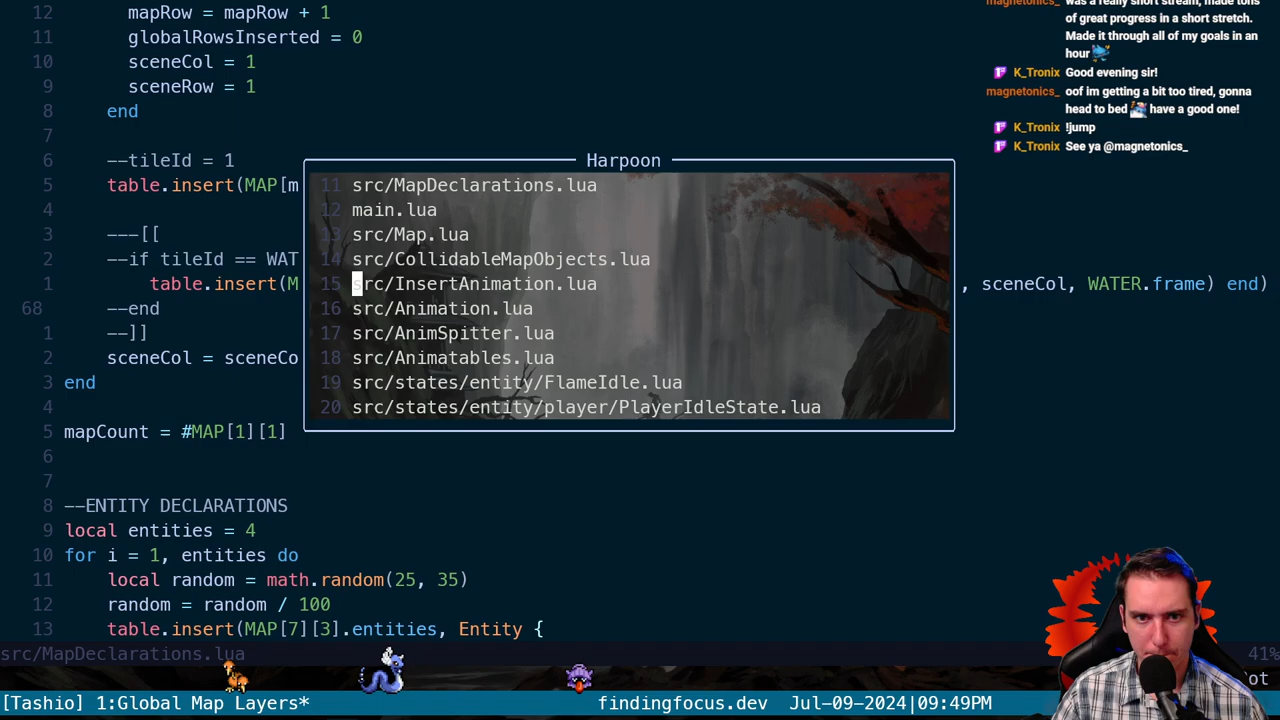 12 mapRow = mapRow + 1
11 globalRowsInserted = 0
10 sceneCol = 1
9 sceneRow = 1
8 end
7
6 --tileId = 1
5 table.insert(MAP[m
4
3 ---[[
2 --if tileId == WAT
1 table.insert(M , sceneCol, WATER.frame) end)
68 --end
1 --]]
2 sceneCol = sceneCo
3 end
4
5 mapCount = #MAP[1][1]
6
7
8 --ENTITY DECLARATIONS
9 local entities = 4
10 for i = 1, entities do
11 local random = math.random(25, 35)
12 random = random / 100
13 table.insert(MAP[7][3].entities, Entity {
Harpoon
11 src/MapDeclarations.lua
12 main.lua
13 src/Map.lua
14 src/CollidableMapObjects.lua
15 src/InsertAnimation.lua
16 src/Animation.lua
17 src/AnimSpitter.lua
18 src/Animatables.lua
19 src/states/entity/FlameIdle.lua
20 src/states/entity/player/PlayerIdleState.lua
magnetonics_ was a really short stream, made tons
of great progress in a short stretch.
Made it through all of my goals in an
hour
K_Tronix Good evening sir!
magnetonics_ oof im getting a bit too tired, gonna
head to bed have a good one!
K_Tronix !jump
K_Tronix See ya @magnetonics_
src/MapDeclarations.lua 41%
ot
[Tashio] 1:Global Map Layers* findingfocus.dev Jul-09-2024|09:49PM